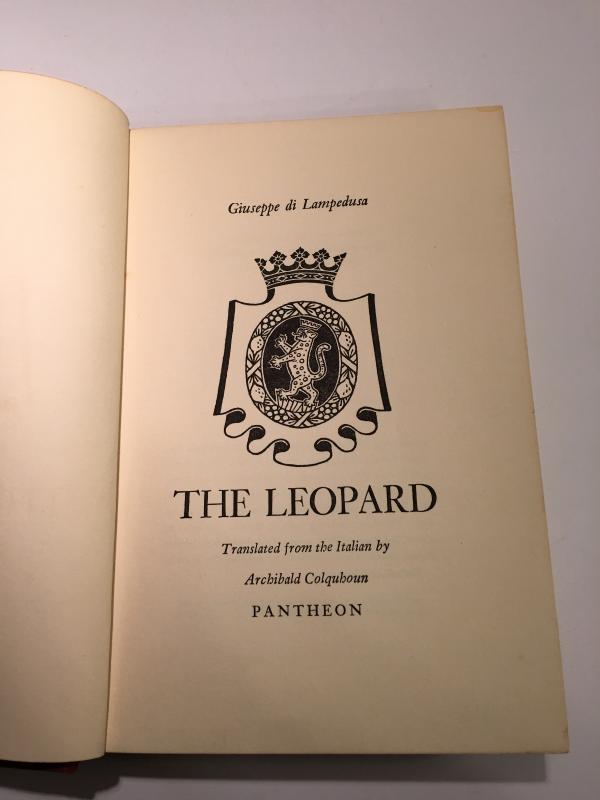 Giuseppe di Lampedusa
THE LEOPARD
Translated from the Italian by
Archibald Colquhoun
PANTHEON